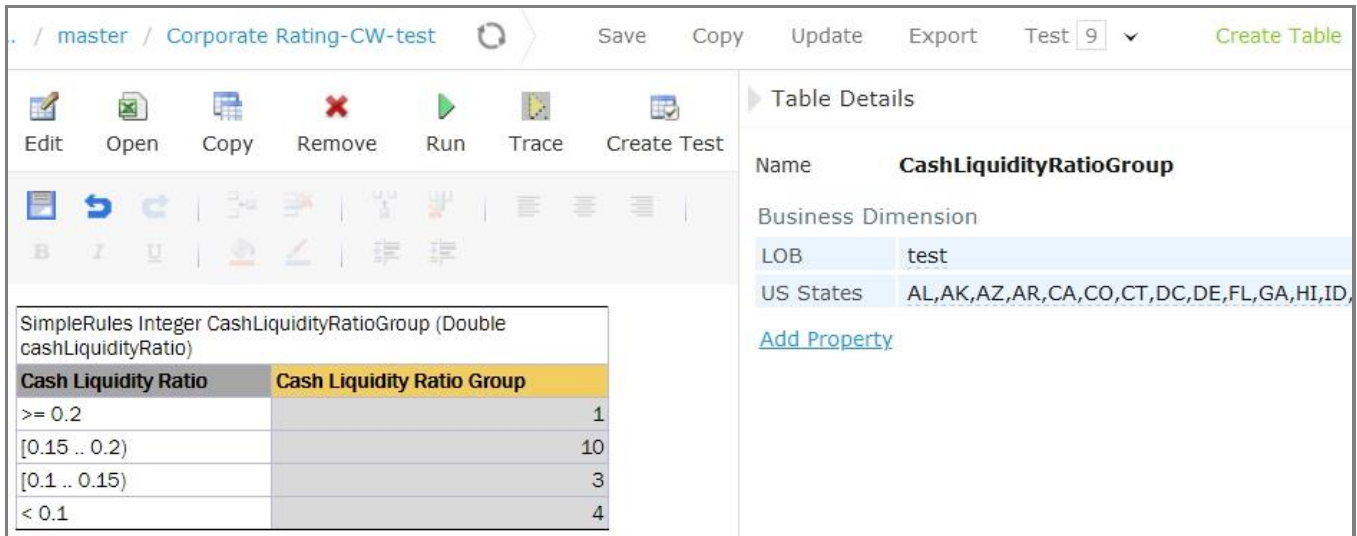 .. / master / Corporate Rating-CW-test Save Copy Update Export Test 9 Create Table
Edit Open Copy Remove Run Trace Create Test
B I U
SimpleRules Integer CashLiquidityRatioGroup (Double
cashLiquidityRatio)
Cash Liquidity Ratio Cash Liquidity Ratio Group
>= 0.2 1
[0.15 .. 0.2) 10
[0.1 .. 0.15) 3
< 0.1 4
Table Details
Name CashLiquidityRatioGroup
Business Dimension
LOB test
US States AL,AK,AZ,AR,CA,CO,CT,DC,DE,FL,GA,HI,ID,
Add Property